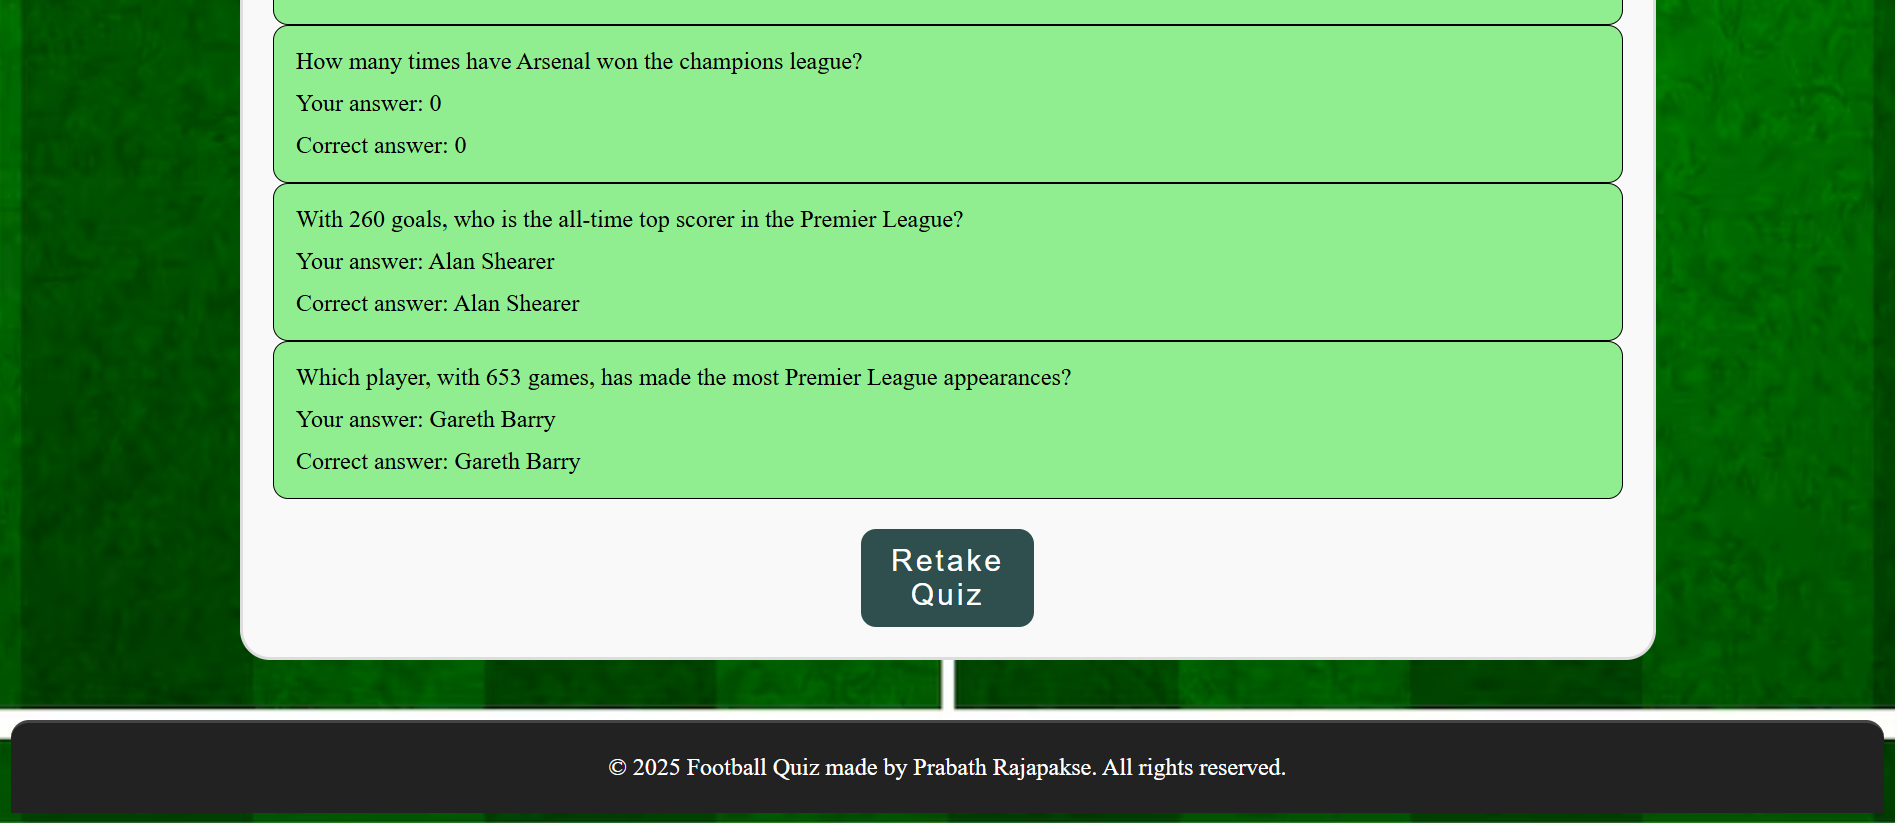 How many times have Arsenal won the champions league?
Your answer: 0
Correct answer: 0
With 260 goals, who is the all-time top scorer in the Premier League?
Your answer: Alan Shearer
Correct answer: Alan Shearer
Which player, with 653 games, has made the most Premier League appearances?
Your answer: Gareth Barry
Correct answer: Gareth Barry
Retake
Quiz
© 2025 Football Quiz made by Prabath Rajapakse. All rights reserved.